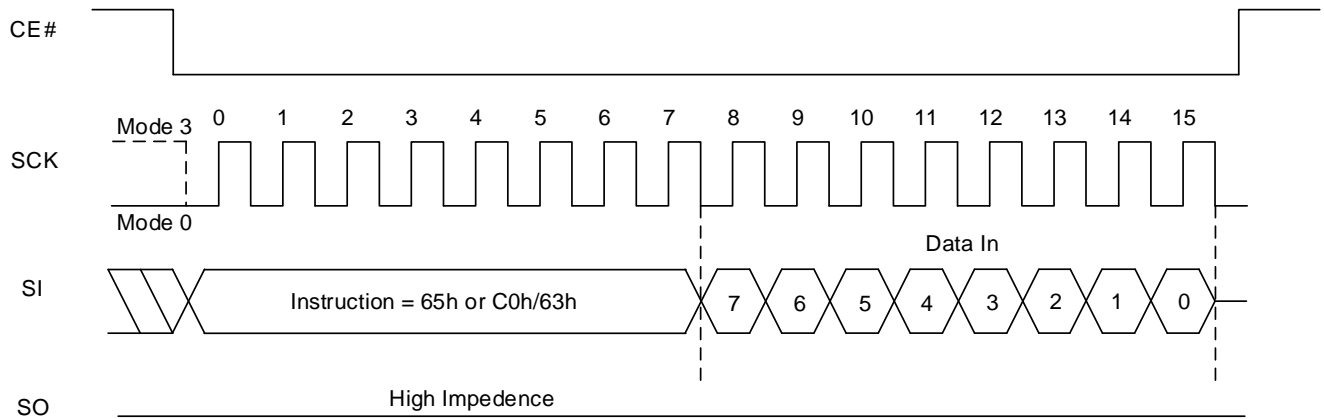 CE#
Mode 3 0 1 2 3 4 5 6 7 8 9 10 11 12 13 14 15
SCK
Mode 0
Data In
SI Instruction = 65h or C0h/63h 7 6 5 4 3 2 1 0
High Impedence
SO